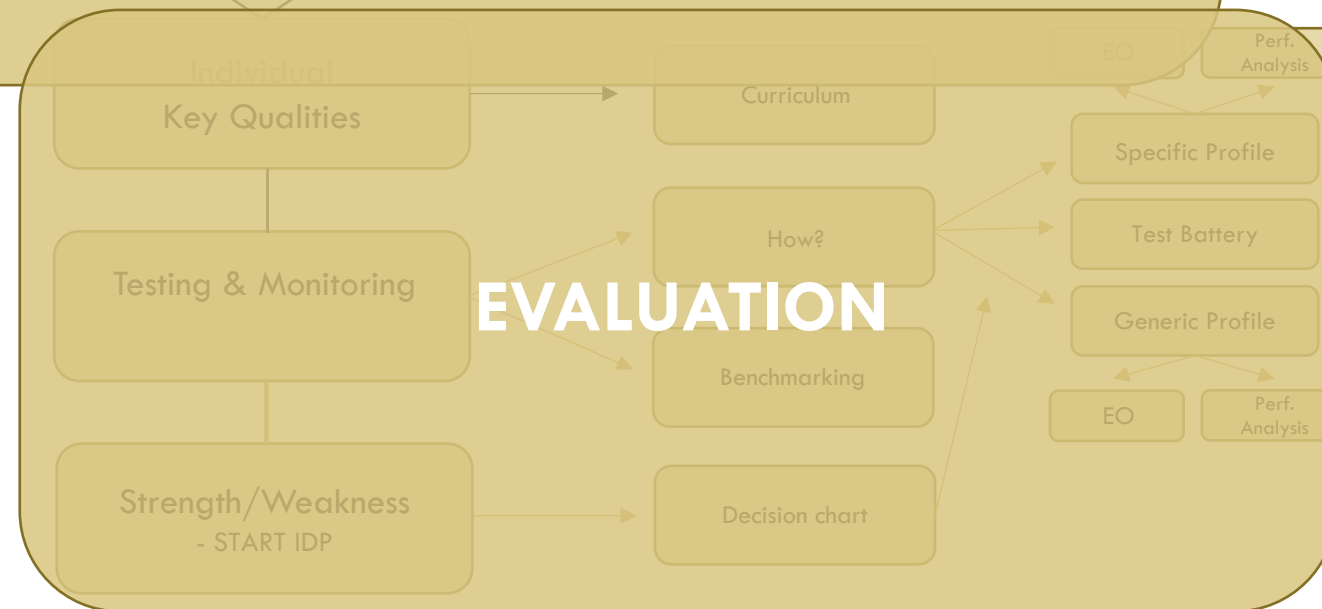 Individual
Key Qualities
Curriculum
EO
Perf.
Analysis
Specific Profile
Testing & Monitoring
How?
Test Battery
EVALUATION
Generic Profile
Benchmarking
EO
Perf.
Analysis
Strength/Weakness
- START IDP
Decision chart